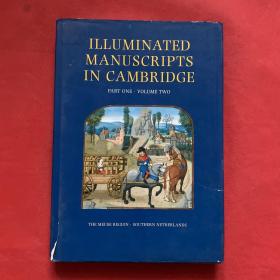 ILLUMINATED
MANUSCRIPTS
IN CAMBRIDGE
PART ONE · VOLUME TWO
THE MEUSE REGION · SOUTHERN NETHERLANDS